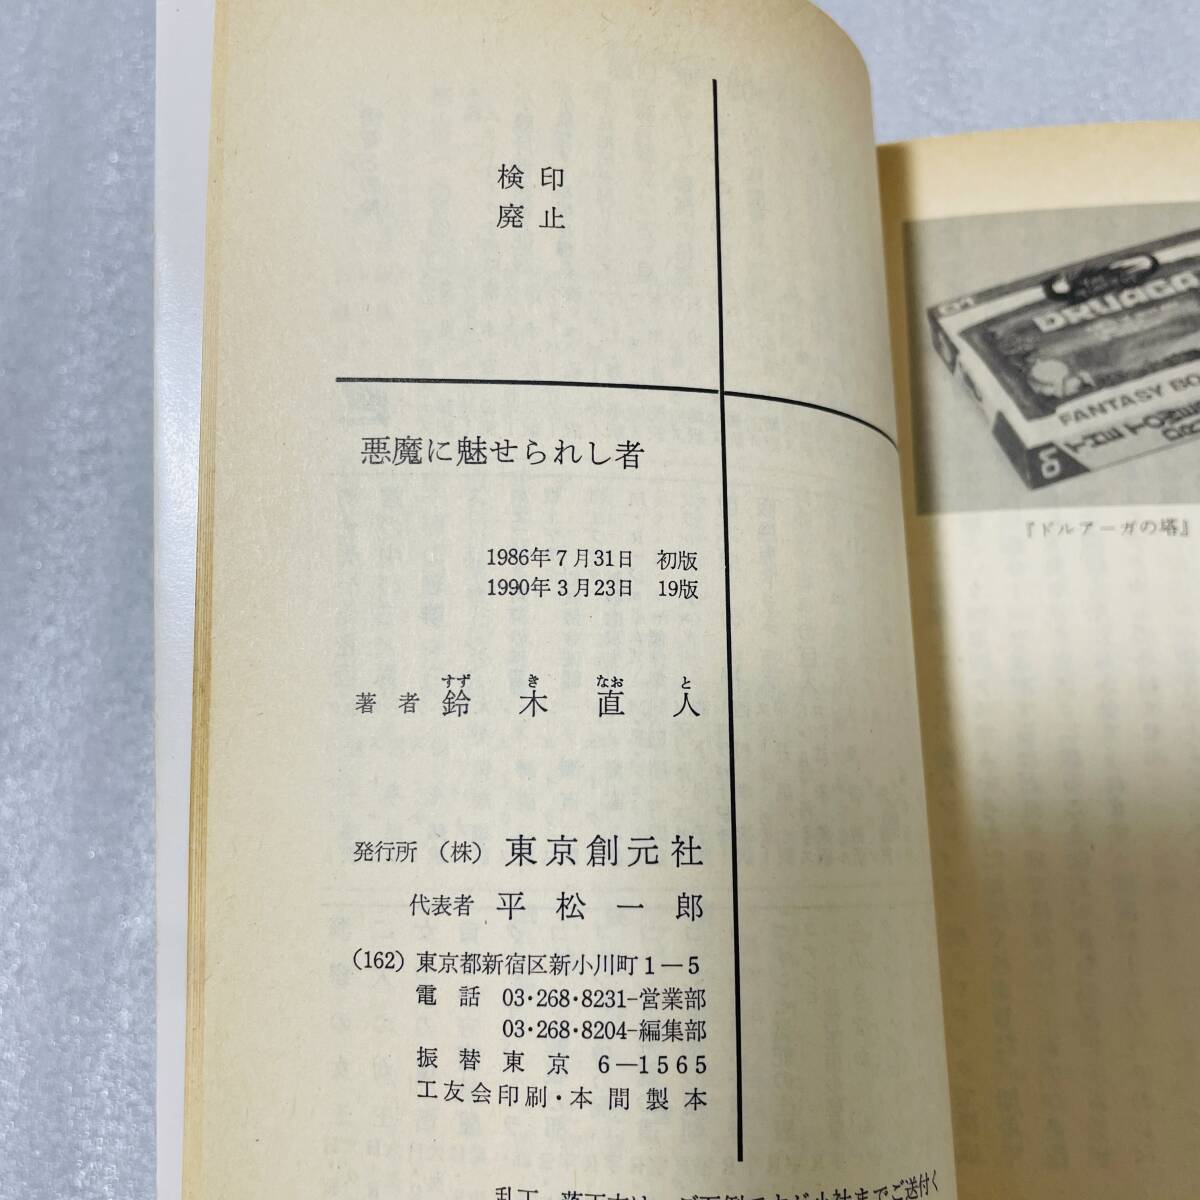 検印
廃止
悪魔に魅せられし者
1986年7月31日 初版
1990年3月23日 19版
すず き なお と
著者 鈴木直人
発行所 (株) 東京創元社
代表者 平松一郎
(162) 東京都新宿区新小川町1—5
電話 03・268・8231-営業部
03・268・8204-編集部
振替東京 6—1565
工友会印刷・本間製本
DRUAGA
FANTASY BO
THE TOWE
『ドルアーガの塔』